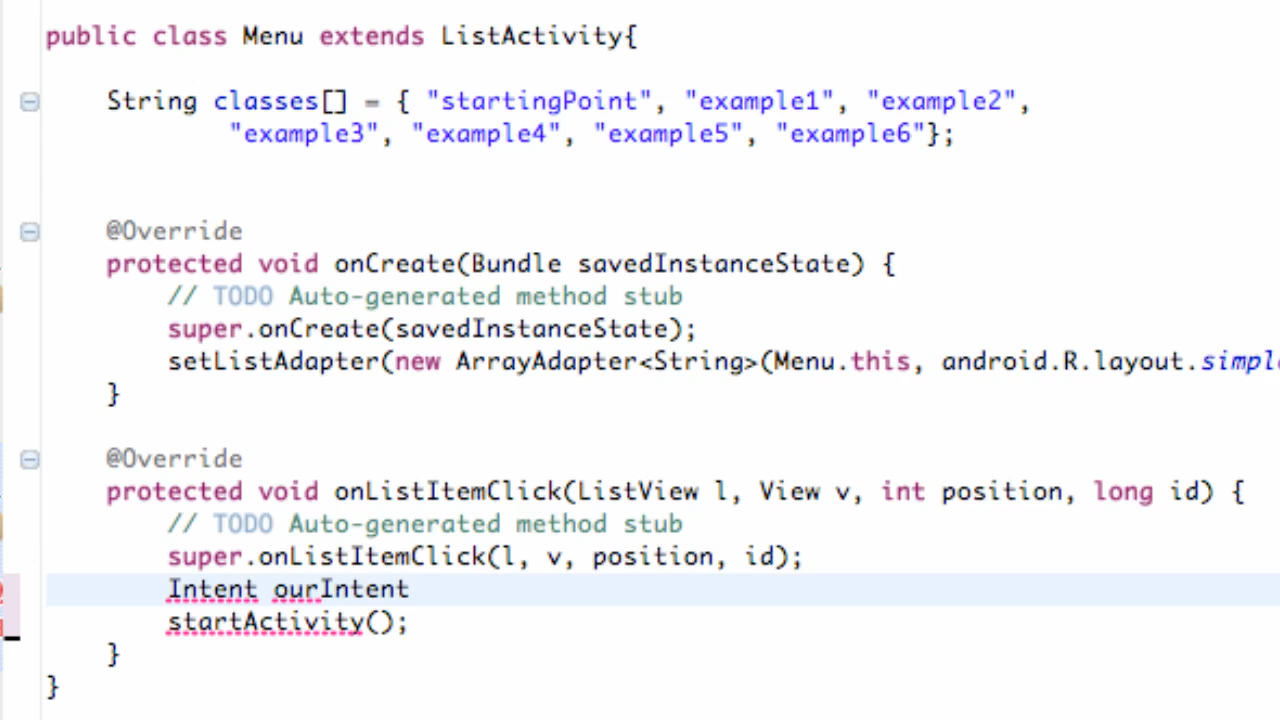 public class Menu extends ListActivity{
String classes[] = { "startingPoint", "example1", "example2",
"example3", "example4", "example5", "example6"};
@Override
protected void onCreate(Bundle savedInstanceState) {
// TODO Auto-generated method stub
super.onCreate(savedInstanceState);
setListAdapter(new ArrayAdapter<String>(Menu.this, android.R.layout.
}
@Override
protected void onListItemClick(ListView l, View v, int position, long id) {
// TODO Auto-generated method stub
super.onListItemClick(l, v, position, id);
Intent ourIntent
startActivity();
}
}